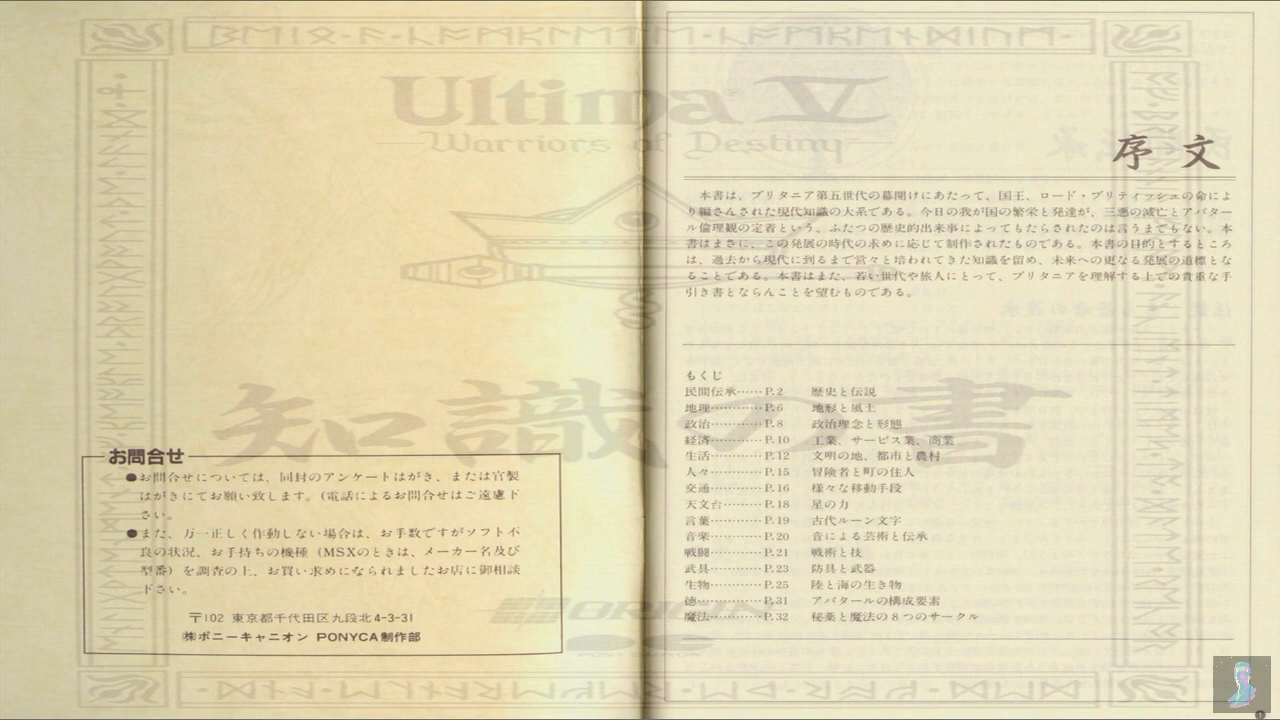 Ultima V
Warriors of Destiny
知識の書
ORIGIN
お問合せ
●お問合せについては、同封のアンケートはがき、または官製
はがきにてお願い致します。(電話によるお問合せはご遠慮下
さい。
●また、万一正しく作動しない場合は、お手数ですがソフト不
良の状況、お手持ちの機種(MSXのときは、メーカー名及び
型番)を調査の上、お買い求めになられましたお店に御相談
下さい。
〒102 東京都千代田区九段北4-3-31
㈱ポニーキャニオン PONYCA制作部
序文
本書は、ブリタニア第五世代の幕開けにあたって、国王、ロード・ブリティッシュの命によ
り編さんされた現代知識の大系である。今日の我が国の繁栄と発達が、三悪の滅亡とアバター
ル倫理観の定着という、ふたつの歴史的出来事によってもたらされたのは言うまでもない。本
書はまさに、この発展の時代の求めに応じて制作されたものである。本書の目的とするところ
は、過去から現代に到るまで営々と培われてきた知識を留め、未来への更なる発展の道標とな
ることである。本書はまた、若い世代や旅人にとって、ブリタニアを理解する上での貴重な手
引き書とならんことを望むものである。
もくじ
民間伝承……P.2 歴史と伝説
地理…………P.6 地形と風土
政治…………P.8 政治理念と形態
経済…………P.10 工業、サービス業、商業
生活…………P.12 文明の地、都市と農村
人々…………P.15 冒険者と町の住人
交通…………P.16 様々な移動手段
天文台………P.18 星の力
言葉…………P.19 古代ルーン文字
音楽…………P.20 音による芸術と伝承
戦闘…………P.21 戦術と技
武具…………P.23 防具と武器
生物…………P.25 陸と海の生き物
徳……………P.31 アバタールの構成要素
魔法…………P.32 秘薬と魔法の8つのサークル